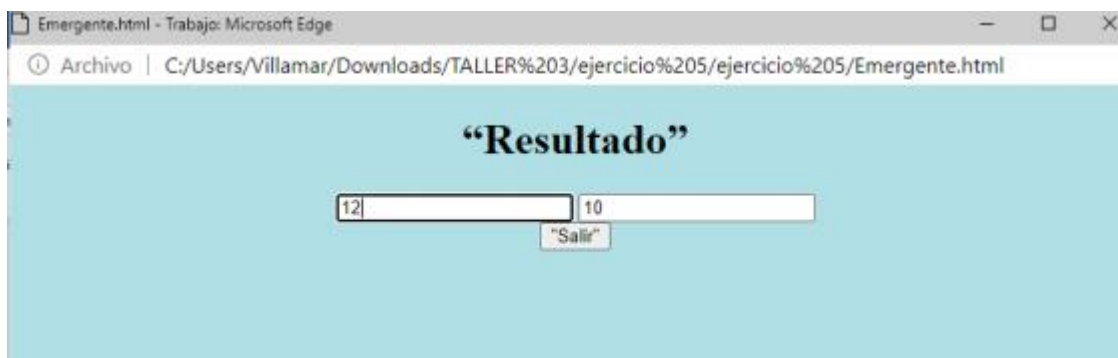 Emergente.html - Trabajo: Microsoft Edge
Archivo | C:/Users/Villamar/Downloads/TALLER%203/ejercicio%205/ejercicio%205/Emergente.html
“Resultado”
12 10
"Salir"